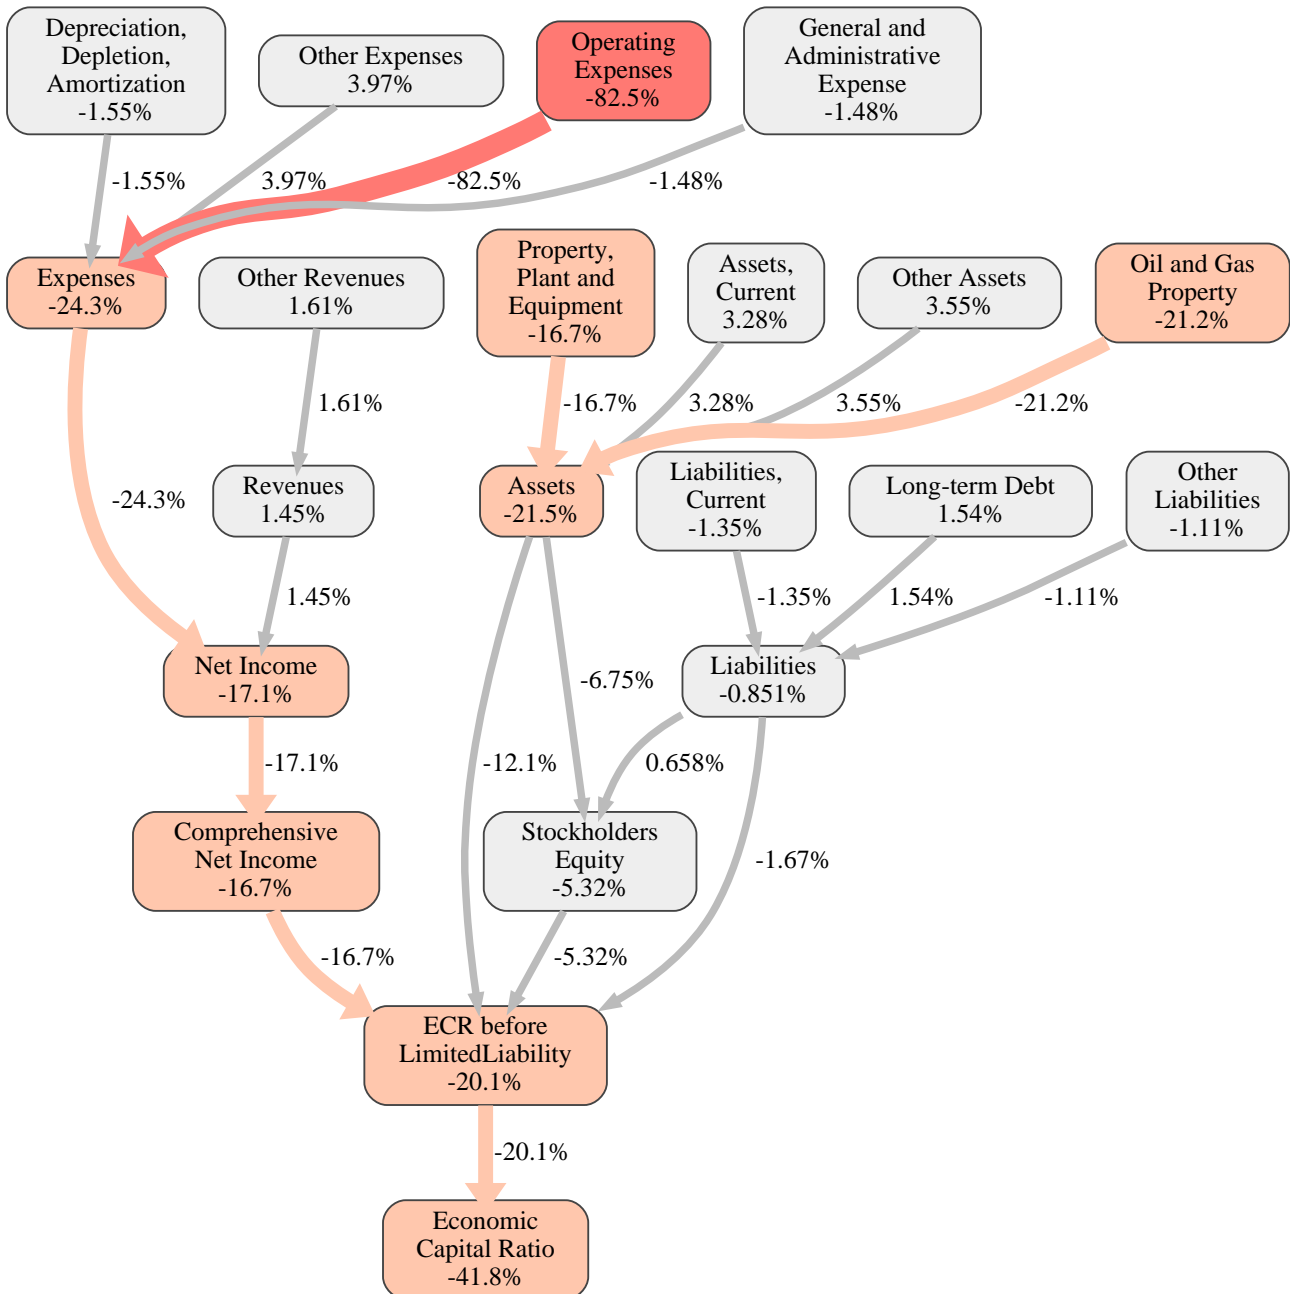 Depreciation,
Depletion,
Amortization
-1.55%
Other Expenses
3.97%
Operating
Expenses
-82.5%
General and
Administrative
Expense
-1.48%
-1.55%
3.97%
-82.5%
-1.48%
Expenses
-24.3%
Other Revenues
1.61%
Property,
Plant and
Equipment
-16.7%
Assets,
Current
3.28%
Other Assets
3.55%
Oil and Gas
Property
-21.2%
1.61%
-16.7%
3.28%
3.55%
-21.2%
-24.3%
Revenues
1.45%
Assets
-21.5%
Liabilities,
Current
-1.35%
Long-term Debt
1.54%
Other
Liabilities
-1.11%
1.45%
-1.35%
1.54%
-1.11%
Net Income
-17.1%
-6.75%
Liabilities
-0.851%
-17.1%
-12.1%
0.658%
Comprehensive
Net Income
-16.7%
Stockholders
Equity
-5.32%
-1.67%
-16.7%
-5.32%
ECR before
LimitedLiability
-20.1%
-20.1%
Economic
Capital Ratio
-41.8%